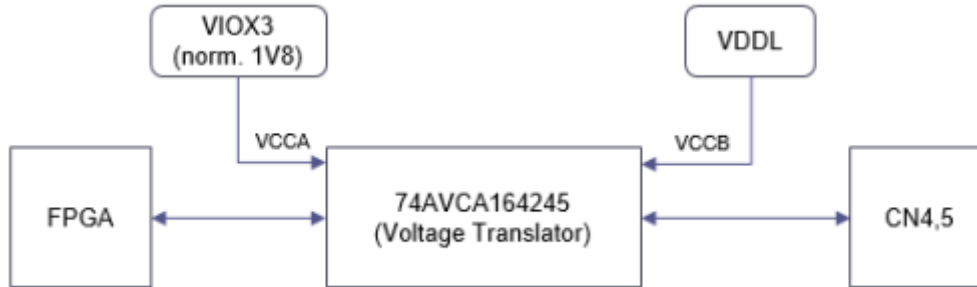 VIOX3
(norm. 1V8)
VDDL
VCCA
VCCB
FPGA
74AVCA164245
(Voltage Translator)
CN4,5